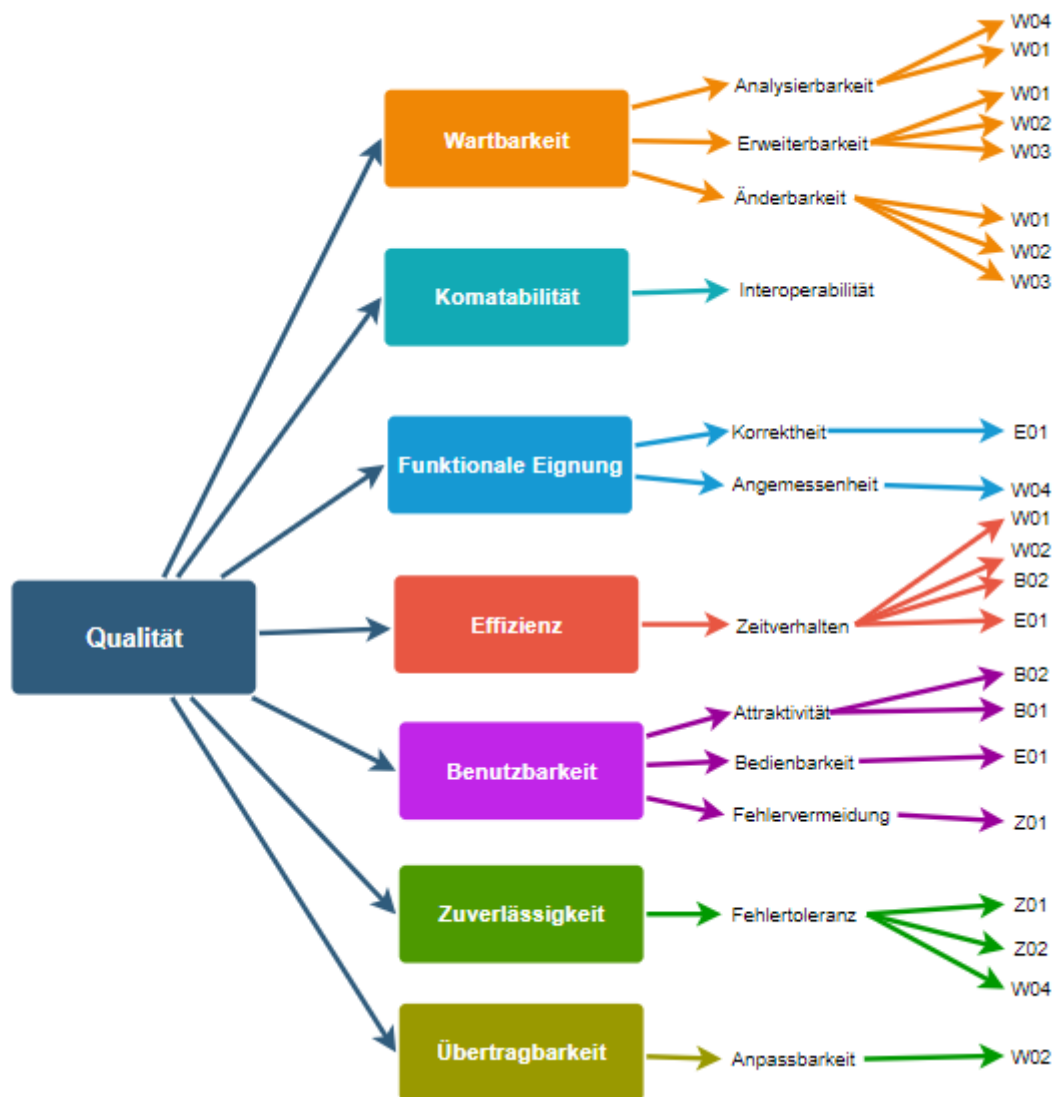 Qualität
Wartbarkeit
Analysierbarkeit
W04
W01
Erweiterbarkeit
W01
W02
W03
Änderbarkeit
W01
W02
W03
Komatabilität
Interoperabilität
Funktionale Eignung
Korrektheit
E01
Angemessenheit
W04
Effizienz
Zeitverhalten
W01
W02
B02
E01
Benutzbarkeit
Attraktivität
B02
B01
Bedienbarkeit
E01
Fehlervermeidung
Z01
Zuverlässigkeit
Fehlertoleranz
Z01
Z02
W04
Übertragbarkeit
Anpassbarkeit
W02